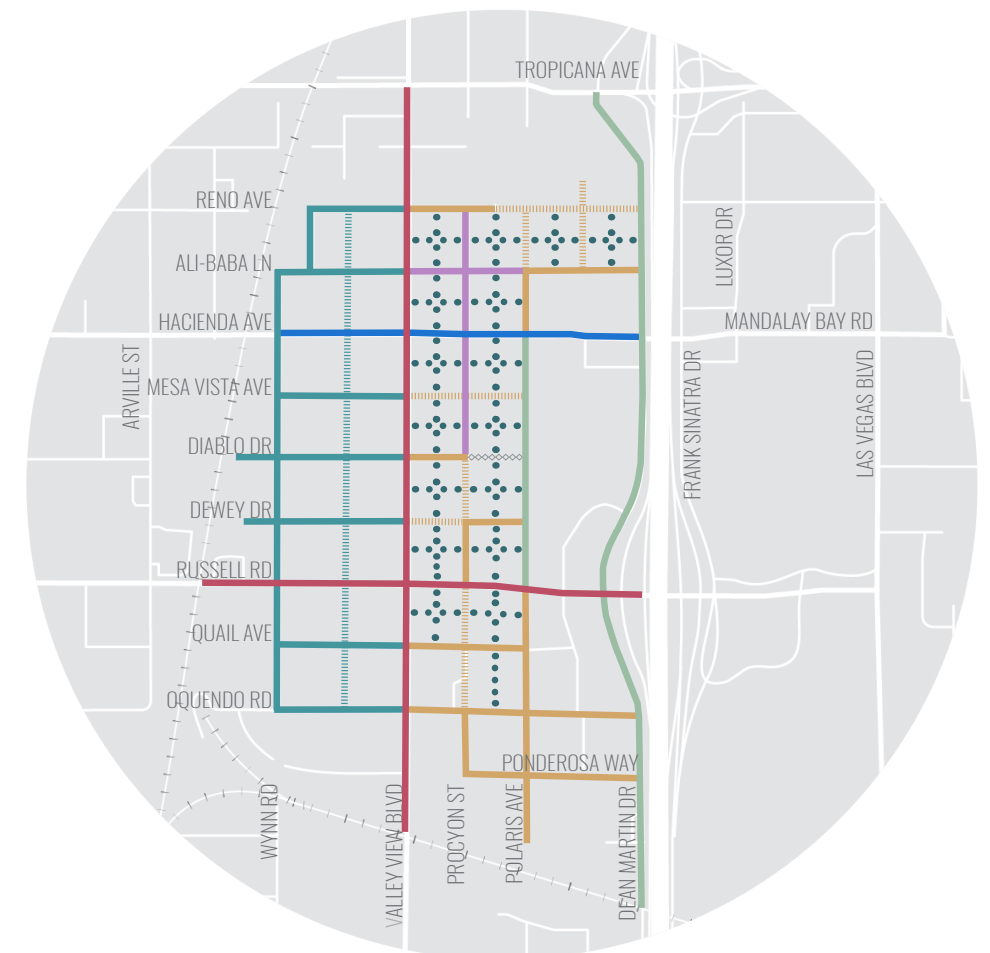 TROPICANA AVE
RENO AVE
LUXOR DR
ALI-BABA LN
HACIENDA AVE
MANDALAY BAY RD
ARVILLE ST
MESA VISTA AVE
FRANK SINATRA DR
LAS VEGAS BLVD
DIABLO DR
DEWEY DR
RUSSELL RD
QUAIL AVE
OQUENDO RD
PONDEROSA WAY
WYNN RD
VALLEY VIEW BLVD
PROCYON ST
POLARIS AVE
DEAN MARTIN DR